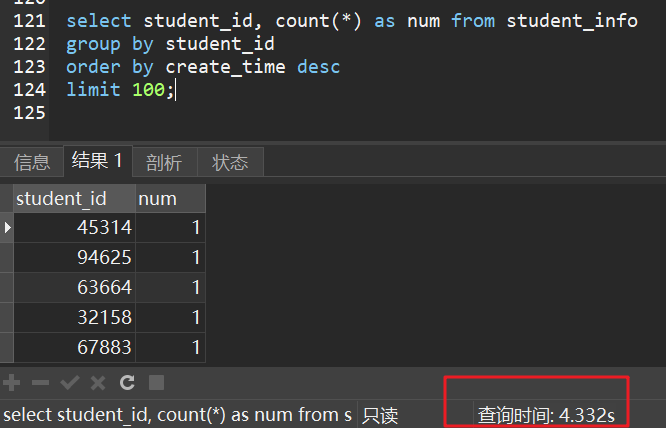 120
121 select student_id, count(*) as num from student_info
122 group by student_id
123 order by create_time desc
124 limit 100;
125
信息 结果 1 剖析 状态
student_id num
45314 1
94625 1
63664 1
32158 1
67883 1
select student_id, count(*) as num from s 只读 查询时间: 4.332s